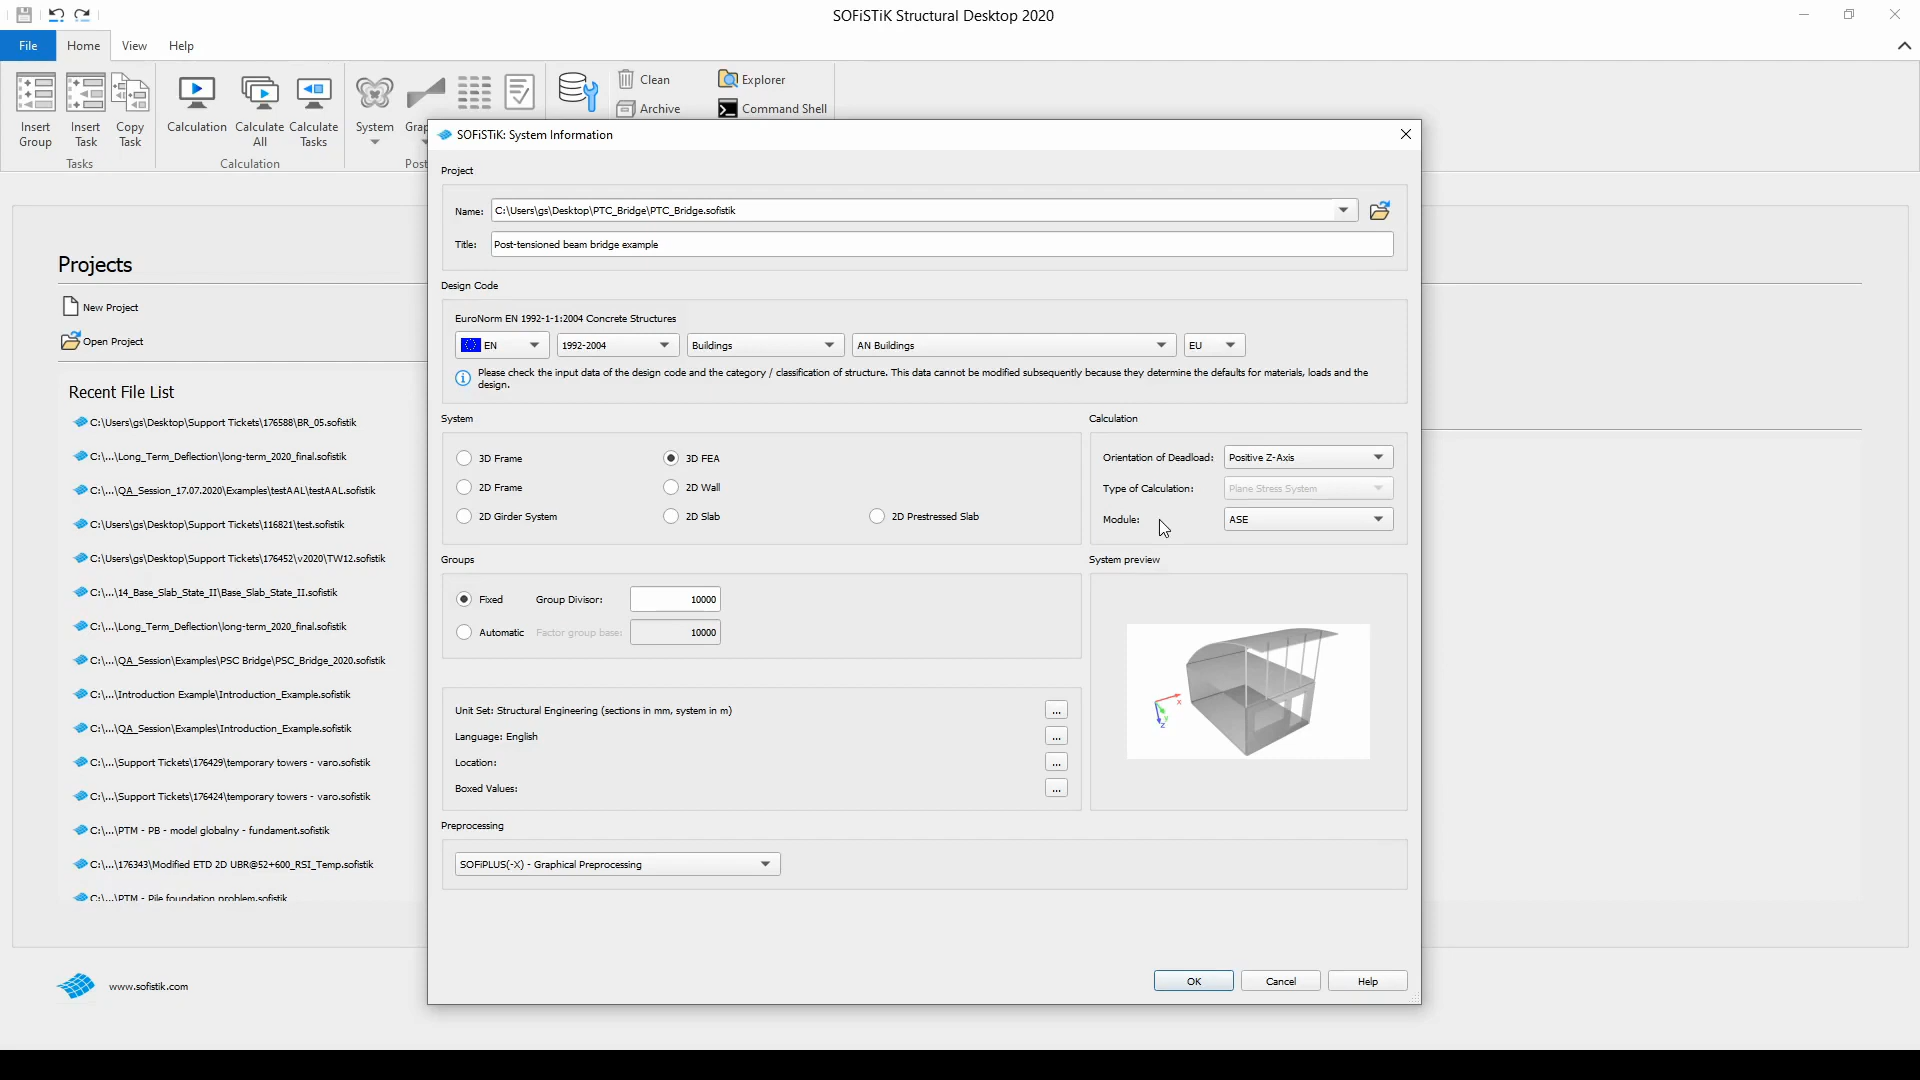 SOFiSTiK Structural Desktop 2020
File Home View Help
Insert Group
Insert Task
Copy Task
Tasks
Calculation
Calculate All
Calculate Tasks
Calculation
System
Grap
Post
Clean
Archive
Explorer
Command Shell
Projects
New Project
Open Project
Recent File List
C:\Users\gs\Desktop\Support Tickets\176588\BR_05.sofistik
C:\...\Long_Term_Deflection\long-term_2020_final.sofistik
C:\...\QA_Session_17.07.2020\Examples\testAAL\testAAL.sofistik
C:\Users\gs\Desktop\Support Tickets\116821\test.sofistik
C:\Users\gs\Desktop\Support Tickets\176452\v2020\TW12.sofistik
C:\...\14_Base_Slab_State_II\Base_Slab_State_II.sofistik
C:\...\Long_Term_Deflection\long-term_2020_final.sofistik
C:\...\QA_Session\Examples\PSC Bridge\PSC_Bridge_2020.sofistik
C:\...\Introduction Example\Introduction_Example.sofistik
C:\...\QA_Session\Examples\Introduction_Example.sofistik
C:\...\Support Tickets\176429\temporary towers - varo.sofistik
C:\...\Support Tickets\176424\temporary towers - varo.sofistik
C:\...\PTM - PB - model globalny - fundament.sofistik
C:\...\176343\Modified ETD 2D UBR@52+600_RSI_Temp.sofistik
C:\...\PTM - Pile foundation problem.sofistik
www.sofistik.com
SOFiSTiK: System Information
Project
Name: C:\Users\gs\Desktop\PTC_Bridge\PTC_Bridge.sofistik
Title: Post-tensioned beam bridge example
Design Code
EuroNorm EN 1992-1-1:2004 Concrete Structures
EN 1992-2004 Buildings AN Buildings EU
Please check the input data of the design code and the category / classification of structure. This data cannot be modified subsequently because they determine the defaults for materials, loads and the
design.
System
3D Frame 3D FEA
2D Frame 2D Wall
2D Girder System 2D Slab 2D Prestressed Slab
Calculation
Orientation of Deadload: Positive Z-Axis
Type of Calculation: Plane Stress System
Module: ASE
Groups
Fixed Group Divisor: 10000
Automatic Factor group base: 10000
System preview
X
Y
Z
Unit Set: Structural Engineering (sections in mm, system in m) ...
Language: English ...
Location: ...
Boxed Values: ...
Preprocessing
SOFiPLUS(-X) - Graphical Preprocessing
OK Cancel Help